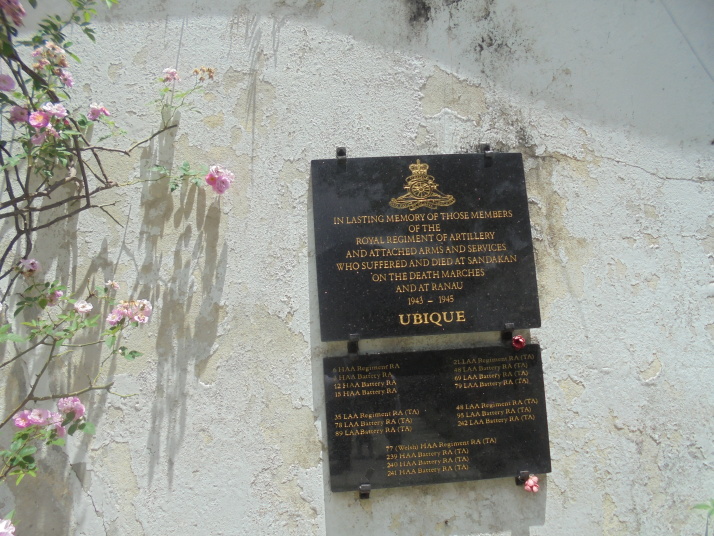 IN LASTING MEMORY OF THOSE MEMBERS
OF THE
ROYAL REGIMENT OF ARTILLERY
AND ATTACHED ARMS AND SERVICES
WHO SUFFERED AND DIED AT SANDAKAN
ON THE DEATH MARCHES
AND AT RANAU
1943 - 1945
UBIQUE
HAA Regiment RA
HAA Battery RA
12 HAA Battery RA
15 HAA Battery RA
21 LAA Regiment RA (TA)
48 LAA Battery RA (TA)
69 LAA Battery RA (TA)
79 LAA Battery RA (TA)
35 LAA Regiment RA (TA)
78 LAA Battery RA (TA)
89 LAA Battery RA (TA)
48 LAA Regiment RA (TA)
95 LAA Battery RA (TA)
242 LAA Battery RA (TA)
77 (Welsh) HAA Regiment RA (TA)
239 HAA Battery RA (TA)
240 HAA Battery RA (TA)
241 HAA Battery RA (TA)